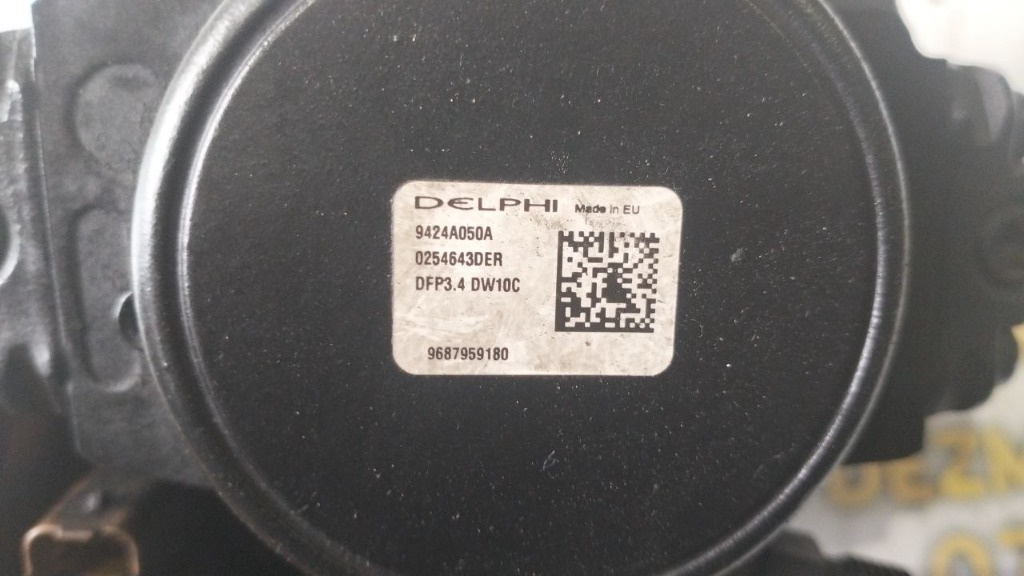 DELPHI Made in EU
9424A050A
0254643DER
DFP3.4 DW10C
9687959180